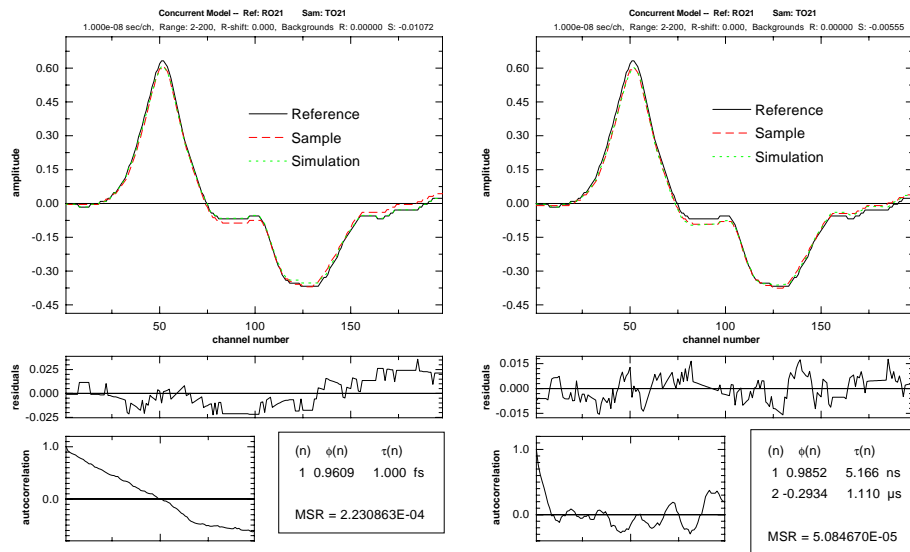 Concurrent Model -- Ref: RO21 Sam: TO21
1.000e-08 sec/ch, Range: 2-200, R-shift: 0.000, Backgrounds R: 0.00000 S: -0.01072
0.60
0.45
0.30
0.15
0.00
-0.15
-0.30
-0.45
amplitude
Reference
Sample
Simulation
50
100
150
channel number
0.025
0.000
-0.025
residuals
1.0
0.0
autocorrelation
(n) ϕ(n) τ(n)
1 0.9609 1.000 fs
MSR = 2.230863E-04
Concurrent Model -- Ref: RO21 Sam: TO21
1.000e-08 sec/ch, Range: 2-200, R-shift: 0.000, Backgrounds R: 0.00000 S: -0.00555
0.60
0.45
0.30
0.15
0.00
-0.15
-0.30
-0.45
amplitude
Reference
Sample
Simulation
50
100
150
channel number
0.015
0.000
-0.015
residuals
1.0
0.0
autocorrelation
(n) ϕ(n) τ(n)
1 0.9852 5.166 ns
2 -0.2934 1.110 µs
MSR = 5.084670E-05